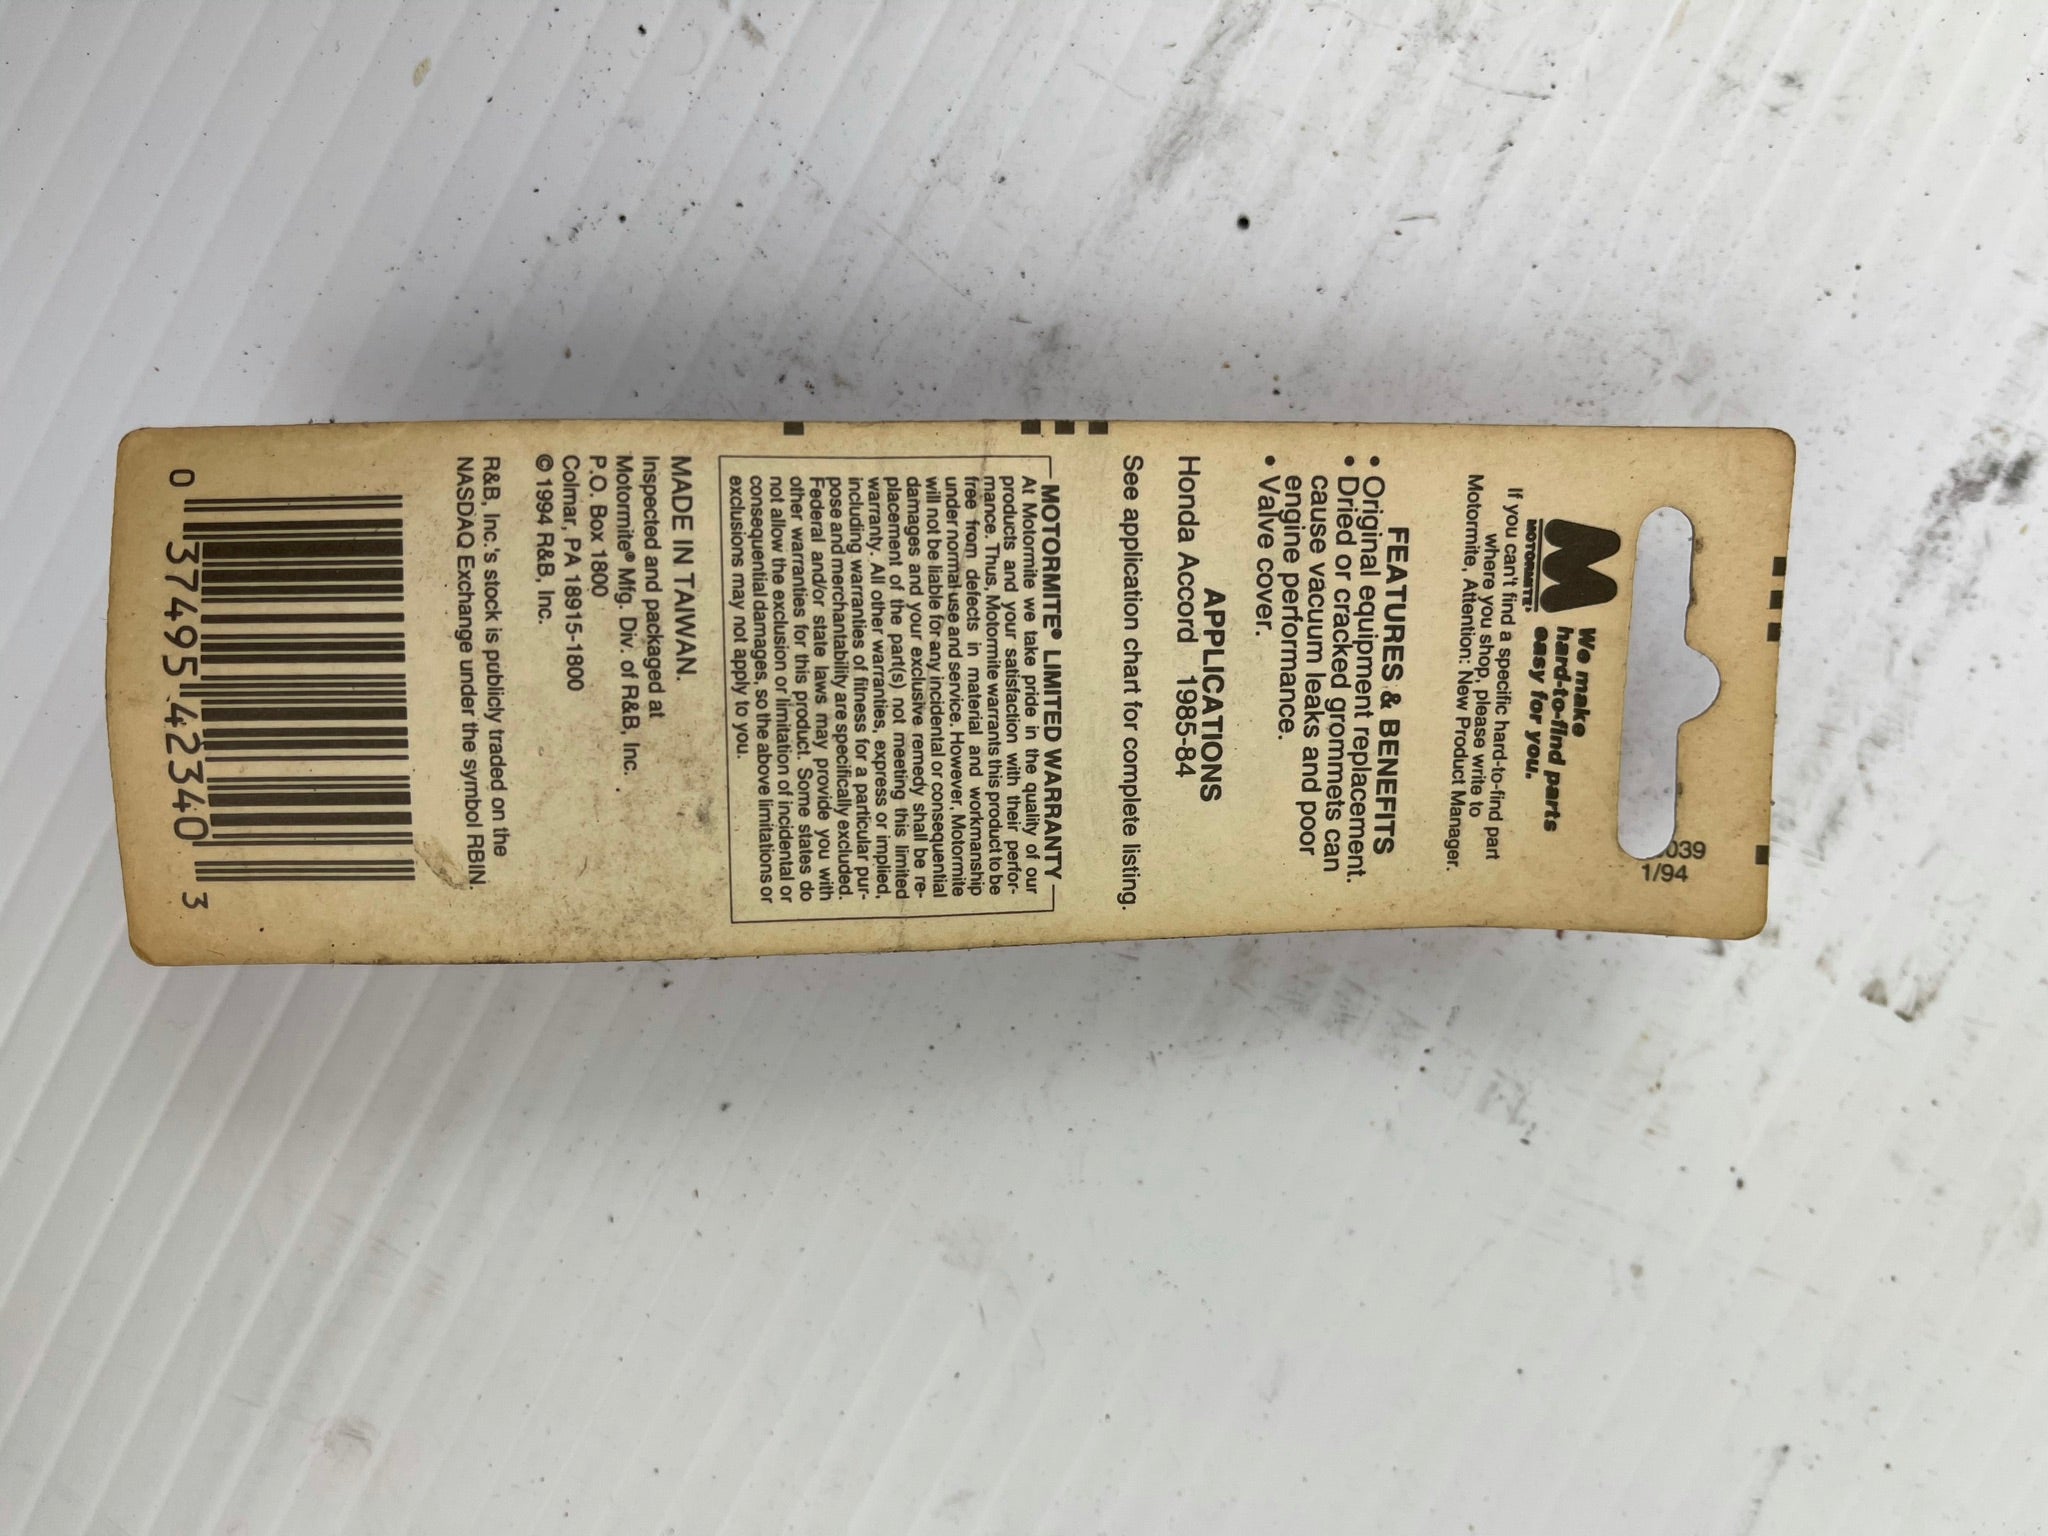 039
1/94
We make
hard-to-find parts
easy for you.
MOTORMITE®
If you can't find a specific hard-to-find part
where you shop, please write to
Motormite, Attention: New Product Manager.
FEATURES & BENEFITS
• Original equipment replacement.
• Dried or cracked grommets can
cause vacuum leaks and poor
engine performance.
• Valve cover.
APPLICATIONS
Honda Accord 1985-84
See application chart for complete listing.
MOTORMITE® LIMITED WARRANTY
At Motormite we take pride in the quality of our
products and your satisfaction with their perfor-
mance. Thus, Motormite warrants this product to be
free from defects in material and workmanship
under normal use and service. However, Motormite
will not be liable for any incidental or consequential
damages and your exclusive remedy shall be re-
placement of the part(s) not meeting this limited
warranty. All other warranties, express or implied,
including warranties of fitness for a particular pur-
pose and merchantability are specifically excluded.
Federal and/or state laws may provide you with
other warranties for this product. Some states do
not allow the exclusion or limitation of incidental or
consequential damages, so the above limitations or
exclusions may not apply to you.
MADE IN TAIWAN.
Inspected and packaged at
Motormite® Mfg. Div. of R&B, Inc.
P.O. Box 1800
Colmar, PA 18915-1800
© 1994 R&B, Inc.
R&B, Inc.'s stock is publicly traded on the
NASDAQ Exchange under the symbol RBIN.
0 37495 42340 3